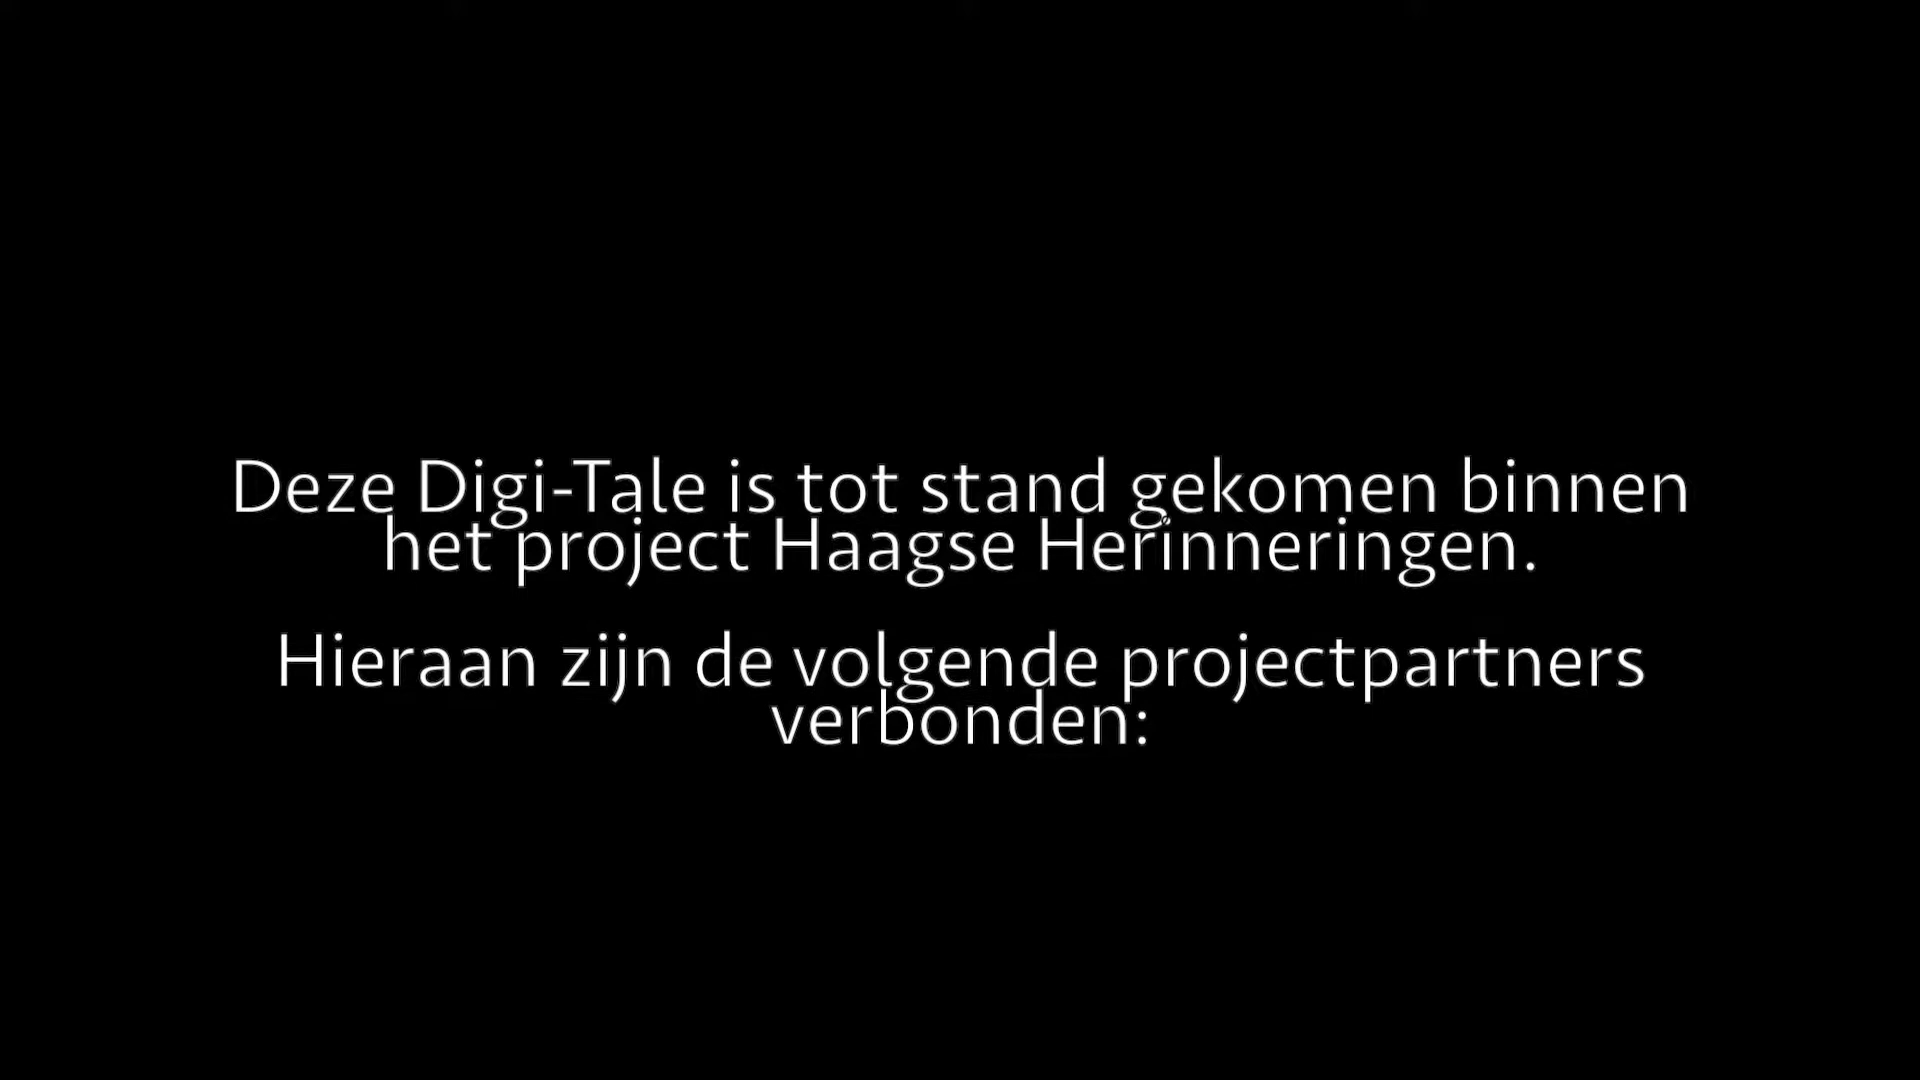 Deze Digi-Tale is tot stand gekomen binnen
het project Haagse Herinneringen.
Hieraan zijn de volgende projectpartners
verbonden: